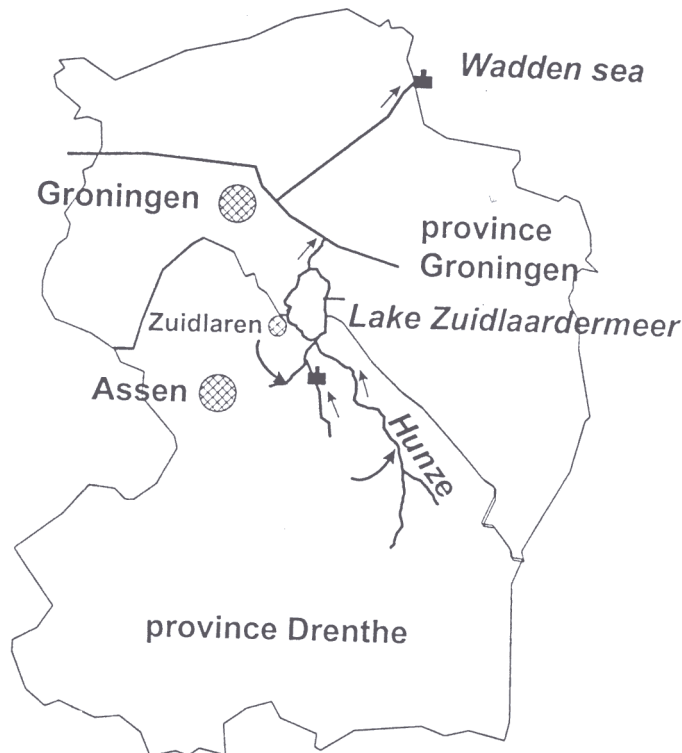 Wadden sea
Groningen
province
Groningen
Zuidlaren
Lake Zuidlaardermeer
Assen
Hunze
province Drenthe